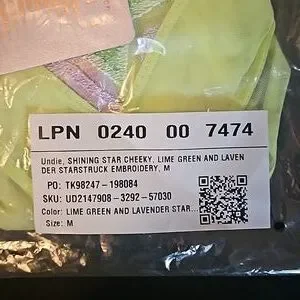 LPN 0240 00 7474
Undie, SHINING STAR CHEEKY, LIME GREEN AND LAVEN
DER STARSTRUCK EMBROIDERY, M
PO: TK98247-198084
SKU: UD2147908-3292-57030
Color: LIME GREEN AND LAVENDER STAR...
Size: M